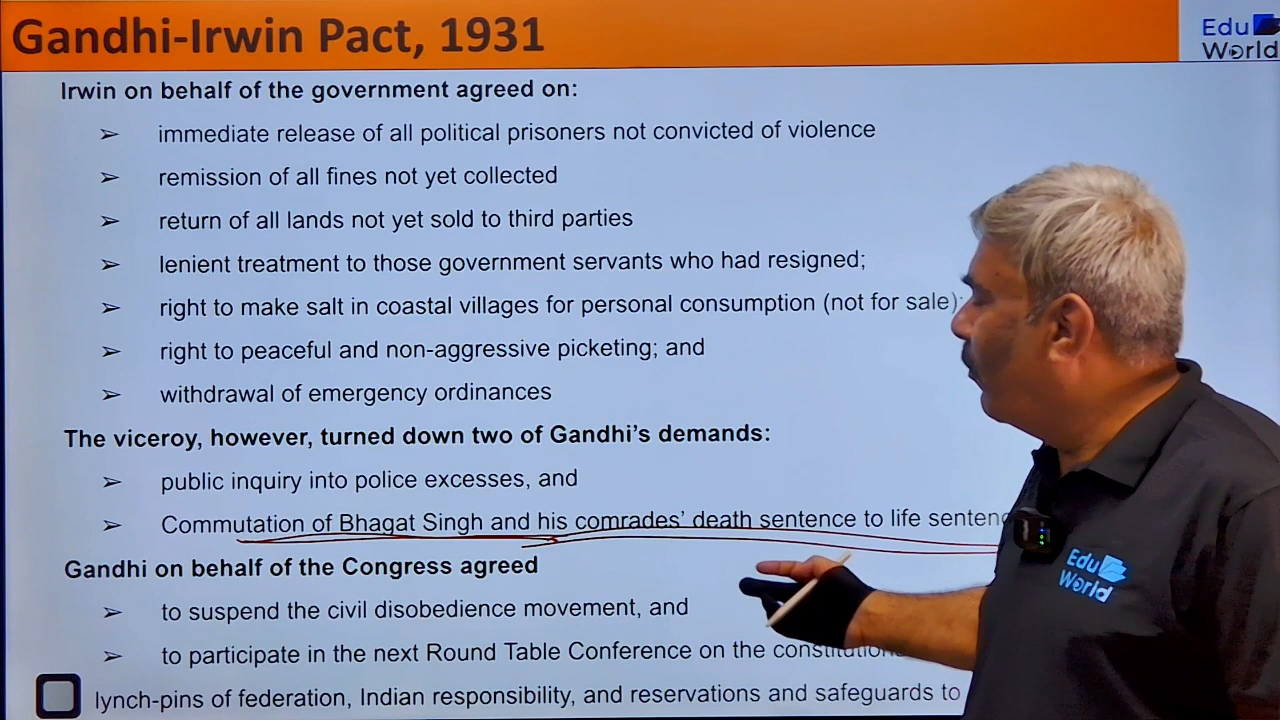 Gandhi-Irwin Pact, 1931
Edu
World
Irwin on behalf of the government agreed on:
➢ immediate release of all political prisoners not convicted of violence
➢ remission of all fines not yet collected
➢ return of all lands not yet sold to third parties
➢ lenient treatment to those government servants who had resigned;
➢ right to make salt in coastal villages for personal consumption (not for sale);
➢ right to peaceful and non-aggressive picketing; and
➢ withdrawal of emergency ordinances
The viceroy, however, turned down two of Gandhi's demands:
➢ public inquiry into police excesses, and
➢ Commutation of Bhagat Singh and his comrades' death sentence to life
Gandhi on behalf of the Congress agreed
➢ to suspend the civil disobedience movement, and
➢ to participate in the next Round Table Conference on the
lynch-pins of federation, Indian responsibility, and reservations and safeguards to
Edu
World